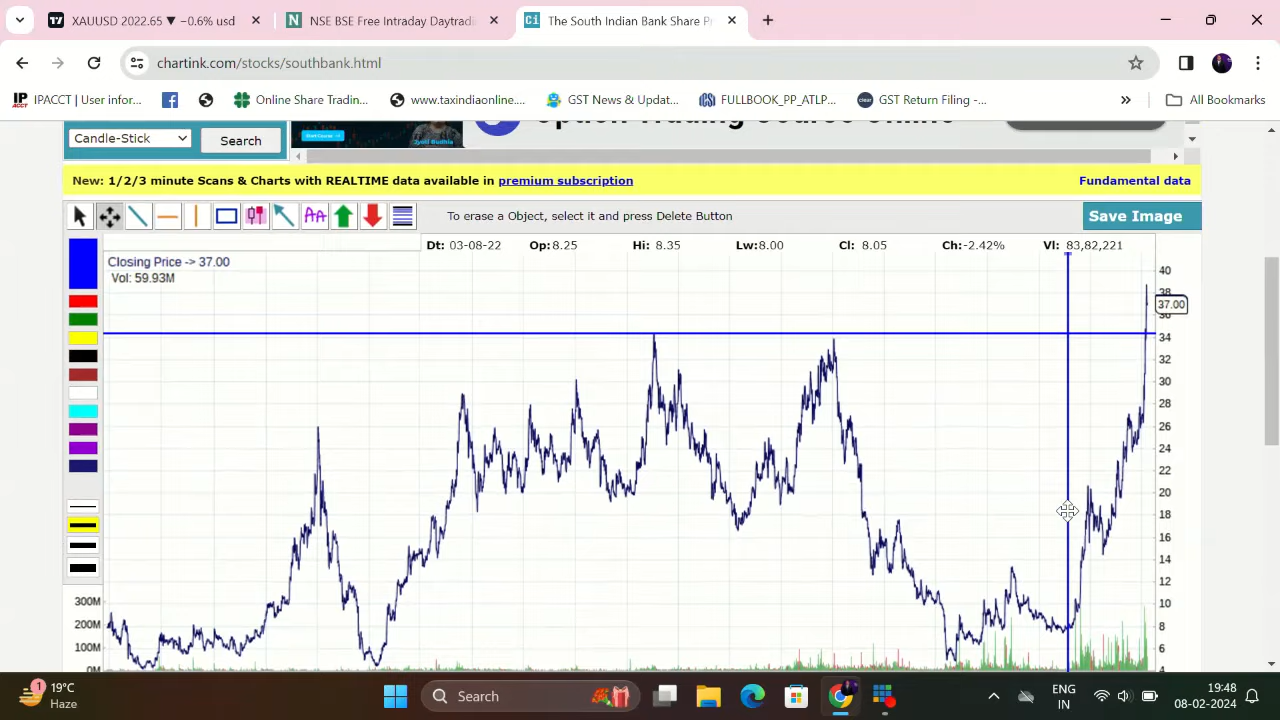 XAUUSD 2022.65 ▼ −0.6% usd
NSE BSE Free Intraday Daytradi
The South Indian Bank Share Pr
chartink.com/stocks/southbank.html
IPACCT | User infor...
Online Share Tradin...
www.taxindiaonline....
GST News & Updat...
FULLBOOK_PP_ATLP...
GST Return Filing -...
All Bookmarks
Candle-Stick
Search
New: 1/2/3 minute Scans & Charts with REALTIME data available in premium subscription
Fundamental data
To erase a Object, select it and press Delete Button
Save Image
Dt: 03-08-22 Op: 8.25 Hi: 8.35 Lw: 8.00 Cl: 8.05 Ch: -2.42% Vl: 83,82,221
Closing Price -> 37.00
Vol: 59.93M
40
38
37.00
36
34
32
30
28
26
24
22
20
18
16
14
12
10
8
6
4
300M
200M
100M
0M
1
19°C
Haze
Search
ENG
IN
19:48
08-02-2024